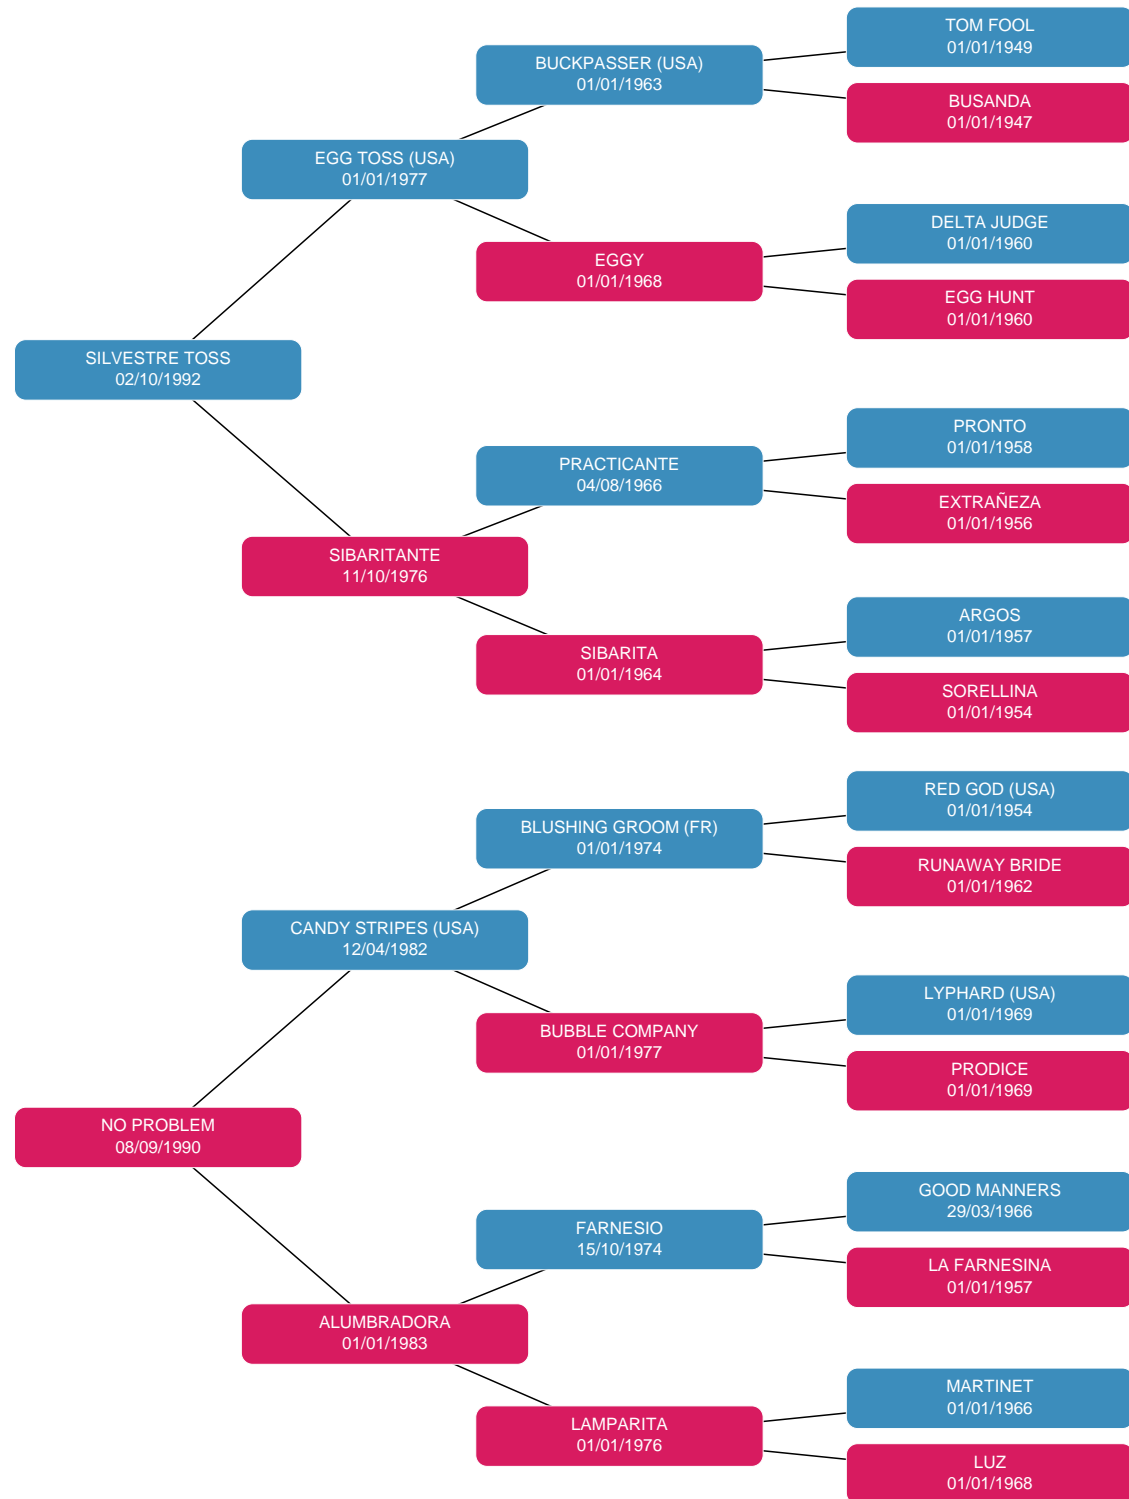 TOM FOOL
01/01/1949
BUCKPASSER (USA)
01/01/1963
BUSANDA
01/01/1947
EGG TOSS (USA)
01/01/1977
DELTA JUDGE
01/01/1960
EGGY
01/01/1968
EGG HUNT
01/01/1960
SILVESTRE TOSS
02/10/1992
PRONTO
01/01/1958
PRACTICANTE
04/08/1966
EXTRAÑEZA
01/01/1956
SIBARITANTE
11/10/1976
ARGOS
01/01/1957
SIBARITA
01/01/1964
SORELLINA
01/01/1954
RED GOD (USA)
01/01/1954
BLUSHING GROOM (FR)
01/01/1974
RUNAWAY BRIDE
01/01/1962
CANDY STRIPES (USA)
12/04/1982
LYPHARD (USA)
01/01/1969
BUBBLE COMPANY
01/01/1977
PRODICE
01/01/1969
NO PROBLEM
08/09/1990
GOOD MANNERS
29/03/1966
FARNESIO
15/10/1974
LA FARNESINA
01/01/1957
ALUMBRADORA
01/01/1983
MARTINET
01/01/1966
LAMPARITA
01/01/1976
LUZ
01/01/1968